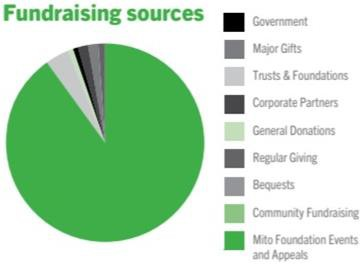 Fundraising sources
Government
Major Gifts
Trusts & Foundations
Corporate Partners
General Donations
Regular Giving
Bequests
Community Fundraising
Mito Foundation Events
and Appeals